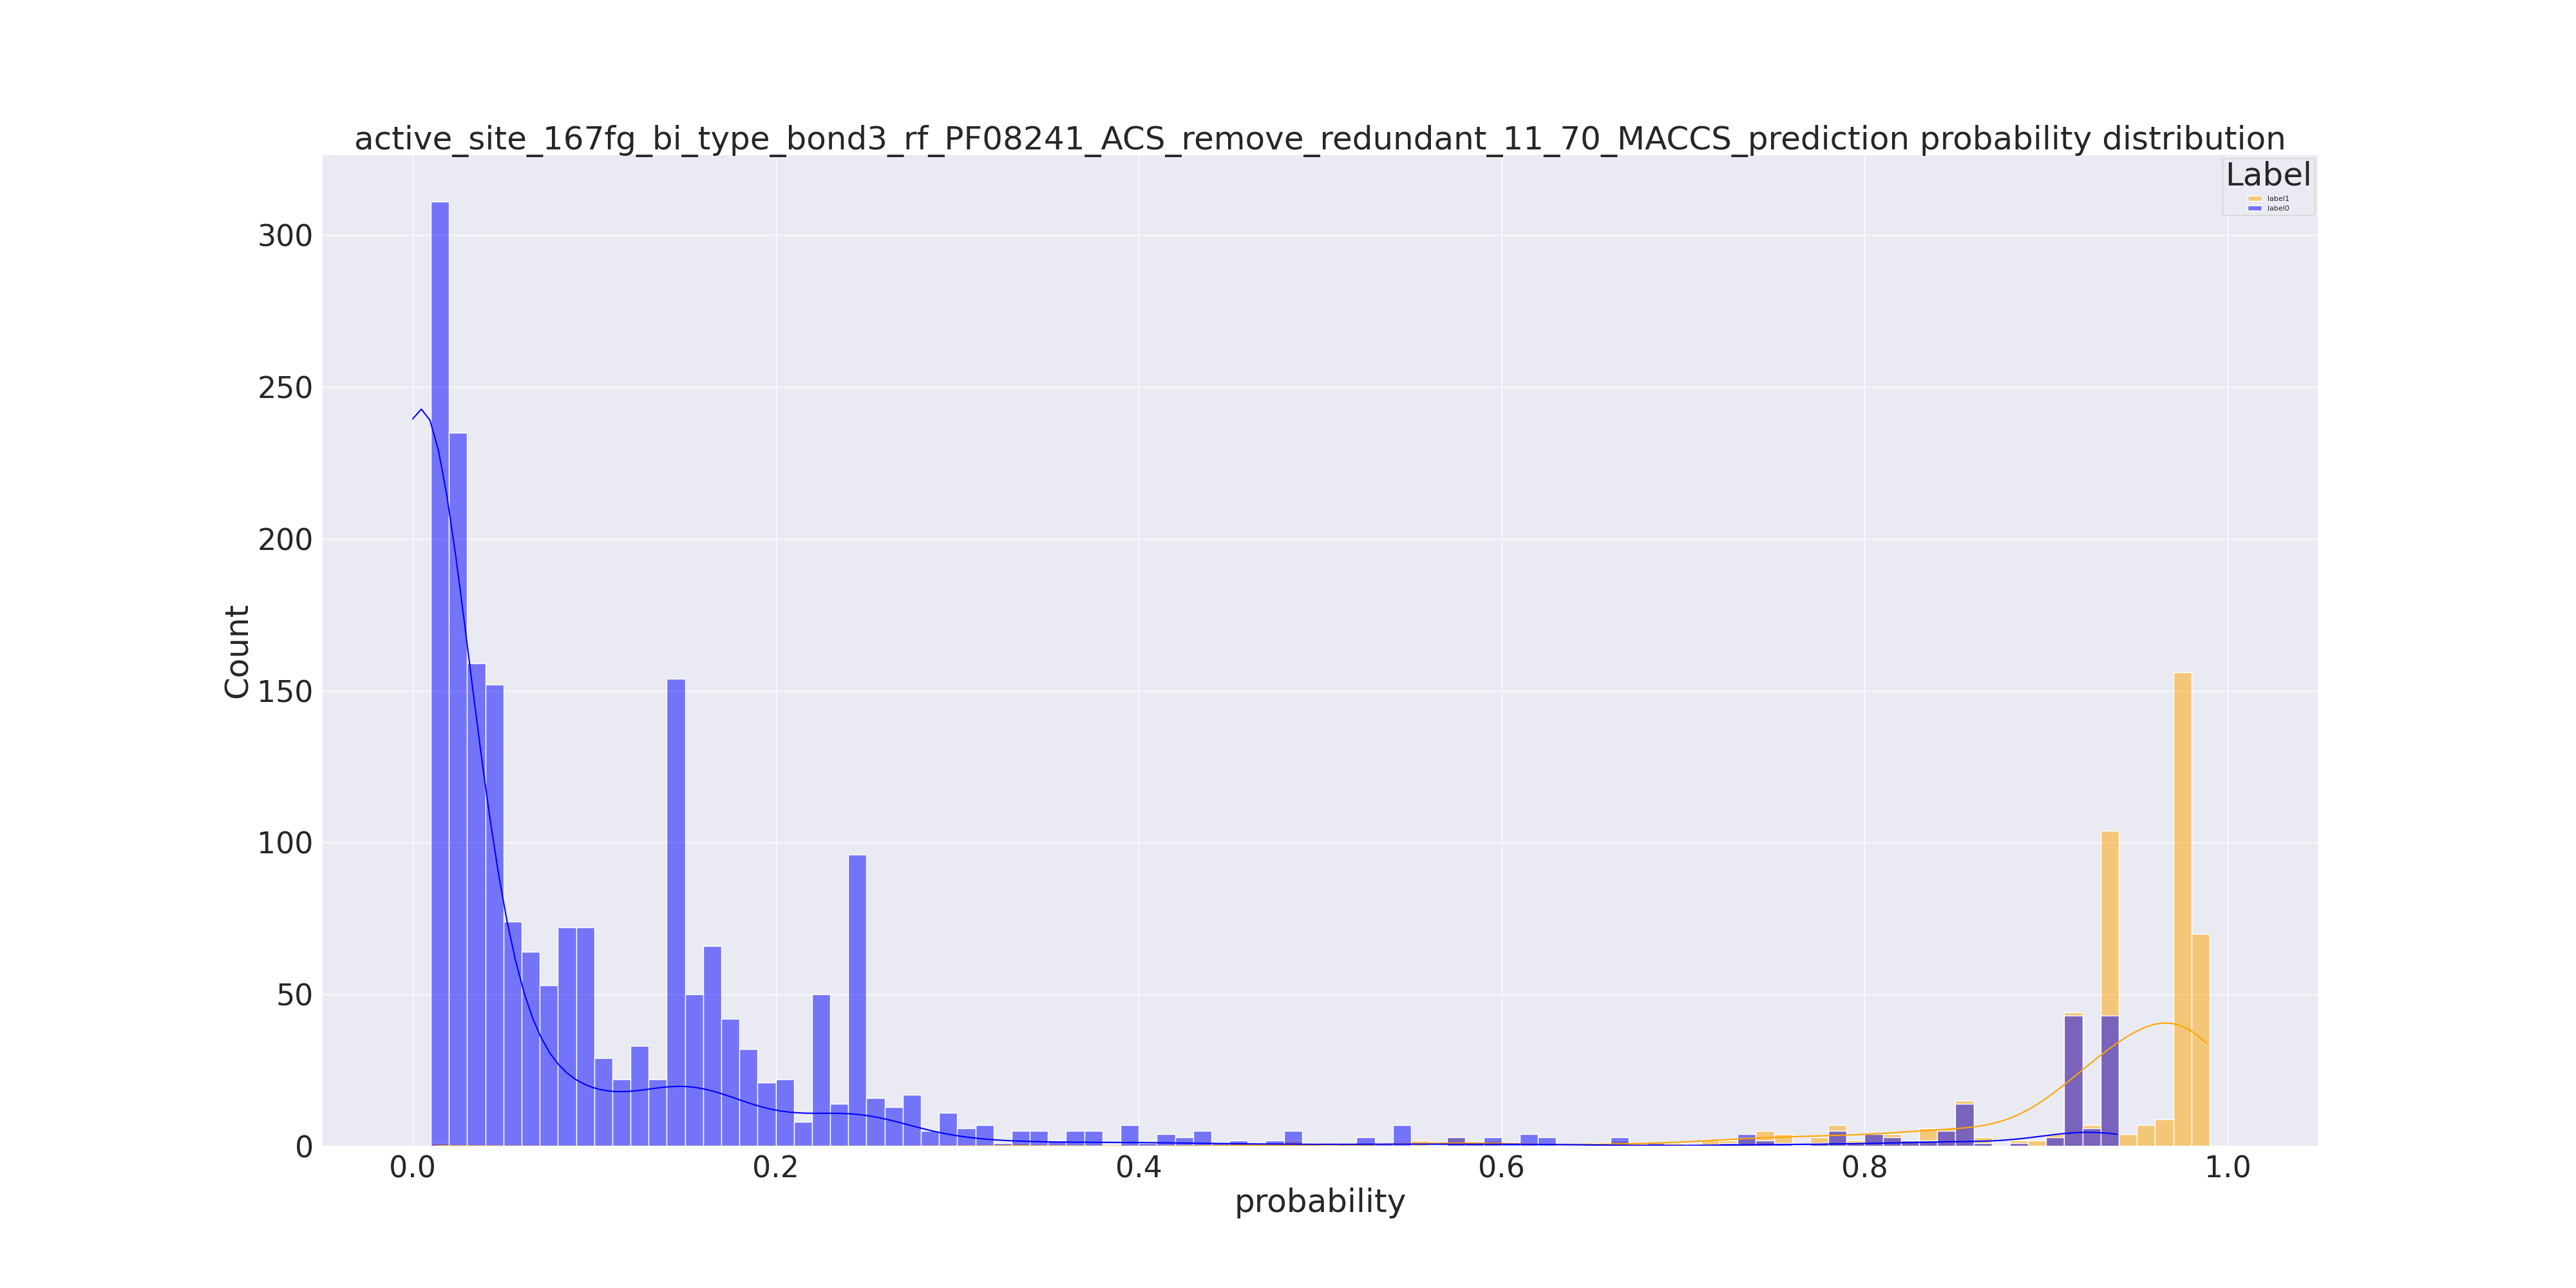 active_site_167fg_bi_type_bond3_rf_PF08241_ACS_remove_redundant_11_70_MACCS_prediction probability distribution
Label
label1
label0
300
250
200
150
100
50
0
Count
0.0 0.2 0.4 0.6 0.8 1.0
probability